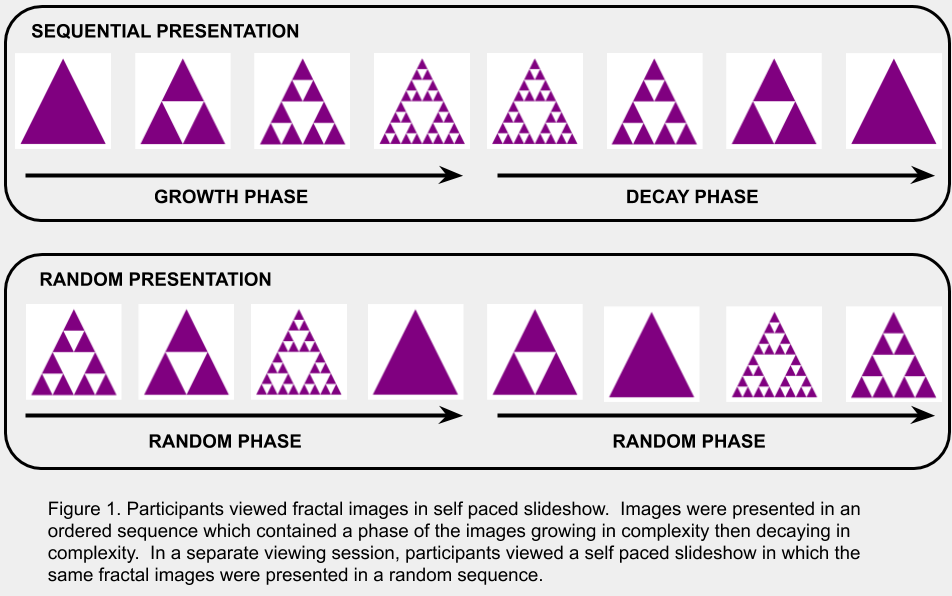 SEQUENTIAL PRESENTATION
GROWTH PHASE
DECAY PHASE
RANDOM PRESENTATION
RANDOM PHASE
RANDOM PHASE
Figure 1. Participants viewed fractal images in self paced slideshow.  Images were presented in an
ordered sequence which contained a phase of the images growing in complexity then decaying in
complexity.  In a separate viewing session, participants viewed a self paced slideshow in which the
same fractal images were presented in a random sequence.